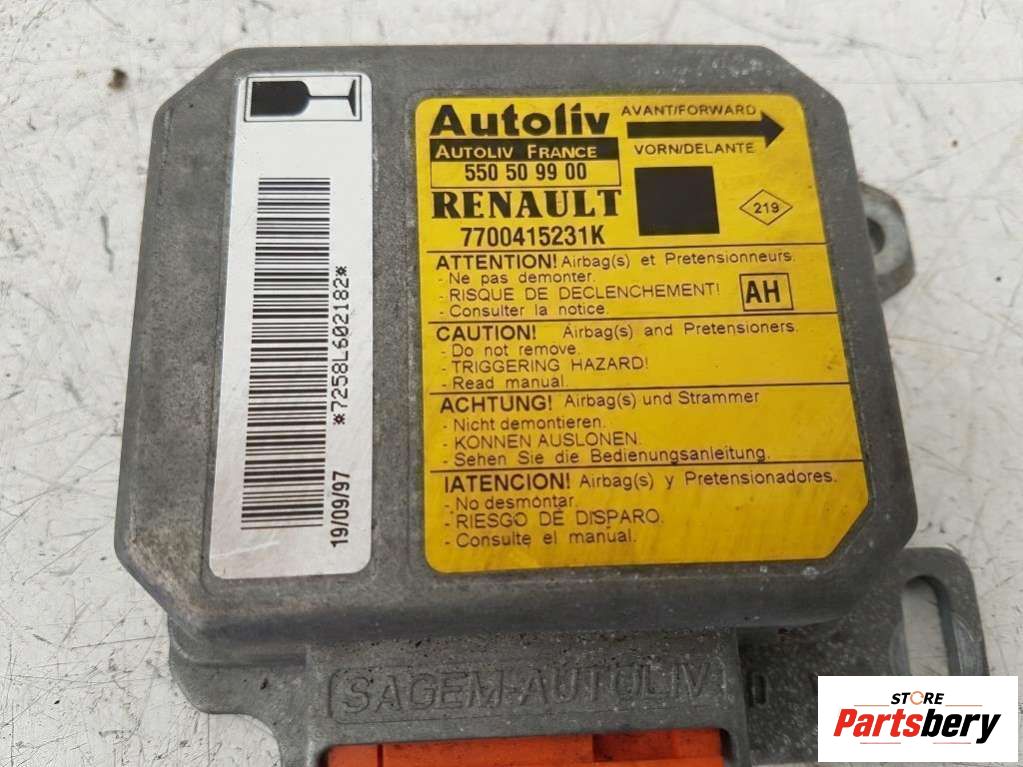 *7258L602182*
19/09/97
Autoliv
AUTOLIV FRANCE
550 50 99 00
RENAULT
7700415231K
AVANT/FORWARD
VORN/DELANTE
219
ATTENTION! Airbag(s) et Pretensionneurs.
- Ne pas demonter.
- RISQUE DE DECLENCHEMENT!
- Consulter la notice.
AH
CAUTION! Airbag(s) and Pretensioners.
- Do not remove.
- TRIGGERING HAZARD!
- Read manual.
ACHTUNG! Airbag(s) und Strammer
- Nicht demontieren.
- KONNEN AUSLONEN.
- Sehen Sie die Bedienungsanleitung.
IATENCION! Airbag(s) y Pretensionadores.
- No desmontar.
- RIESGO DE DISPARO.
- Consulte el manual.
SAGEM-AUTOLIV
STORE
Partsbery